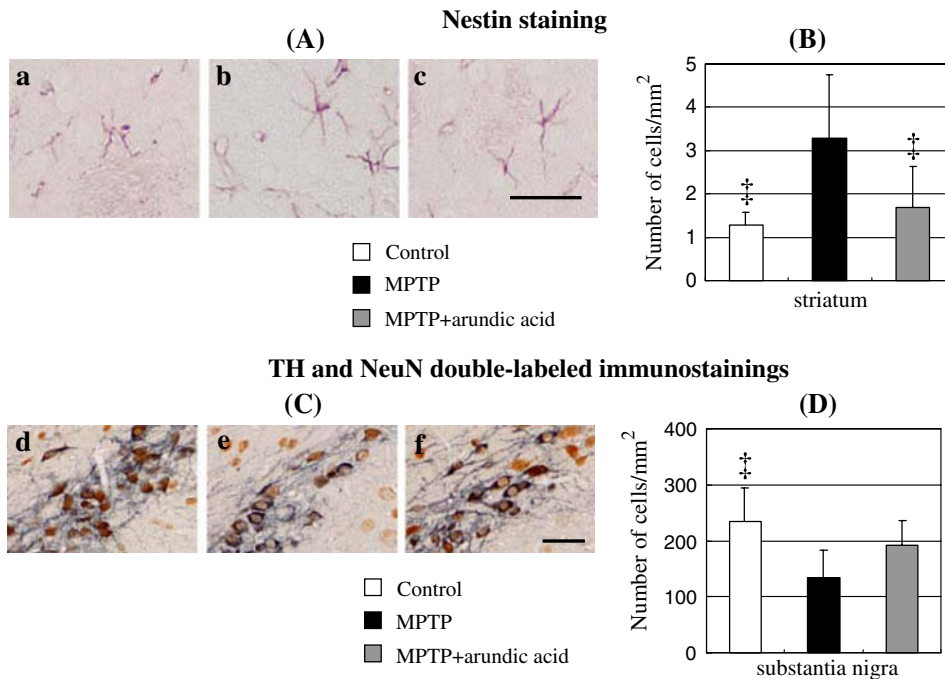 Nestin staining
(A)
a
b
c
Control
MPTP
MPTP+arundic acid
(B)
Number of cells/mm²
5
4
3
2
1
0
‡
‡
striatum
TH and NeuN double-labeled immunostainings
(C)
d
e
f
Control
MPTP
MPTP+arundic acid
(D)
Number of cells/mm²
400
300
200
100
0
‡
substantia nigra